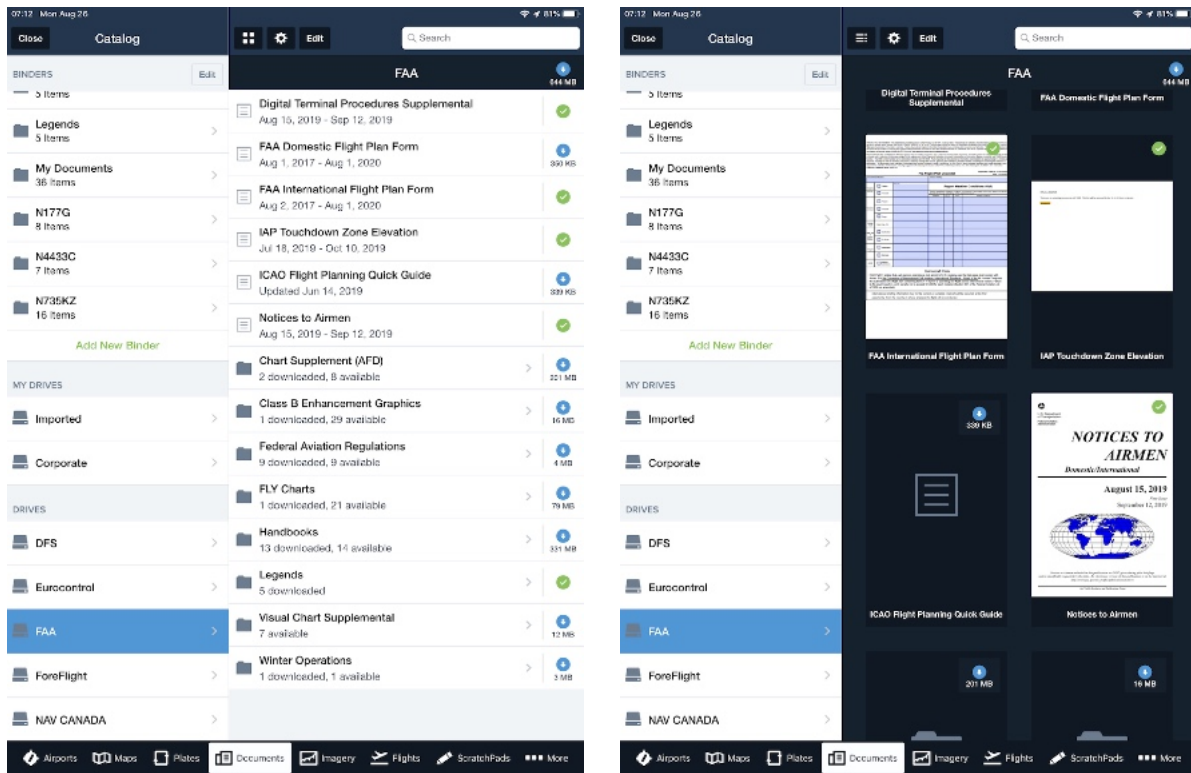 07:12 Mon Aug 26
81%
Close
Catalog
Edit
Search
BINDERS
Edit
FAA
644 MB
5 Items
Legends
5 Items
My Documents
36 Items
N177G
8 Items
N4433C
7 Items
N735KZ
16 Items
Add New Binder
MY DRIVES
Imported
Corporate
DRIVES
DFS
Eurocontrol
FAA
ForeFlight
NAV CANADA
Digital Terminal Procedures Supplemental
Aug 15, 2019 - Sep 12, 2019
FAA Domestic Flight Plan Form
Aug 1, 2017 - Aug 1, 2020
350 KB
FAA International Flight Plan Form
Aug 2, 2017 - Aug 1, 2020
IAP Touchdown Zone Elevation
Jul 18, 2019 - Oct 10, 2019
ICAO Flight Planning Quick Guide
Updated Jun 14, 2019
339 KB
Notices to Airmen
Aug 15, 2019 - Sep 12, 2019
Chart Supplement (AFD)
2 downloaded, 8 available
201 MB
Class B Enhancement Graphics
1 downloaded, 29 available
16 MB
Federal Aviation Regulations
9 downloaded, 9 available
4 MB
FLY Charts
1 downloaded, 21 available
79 MB
Handbooks
13 downloaded, 14 available
331 MB
Legends
5 downloaded
Visual Chart Supplemental
7 available
12 MB
Winter Operations
1 downloaded, 1 available
3 MB
Airports
Maps
Plates
Documents
Imagery
Flights
ScratchPads
More
07:12 Mon Aug 26
81%
Close
Catalog
Edit
Search
BINDERS
Edit
FAA
644 MB
5 Items
Legends
5 Items
My Documents
36 Items
N177G
8 Items
N4433C
7 Items
N735KZ
16 Items
Add New Binder
MY DRIVES
Imported
Corporate
DRIVES
DFS
Eurocontrol
FAA
ForeFlight
NAV CANADA
Digital Terminal Procedures
Supplemental
FAA Domestic Flight Plan Form
FAA International Flight Plan Form
IAP Touchdown Zone Elevation
339 KB
ICAO Flight Planning Quick Guide
NOTICES TO
AIRMEN
Domestic/International
August 15, 2019
September 12, 2019
Notices to Airmen
201 MB
16 MB
Airports
Maps
Plates
Documents
Imagery
Flights
ScratchPads
More